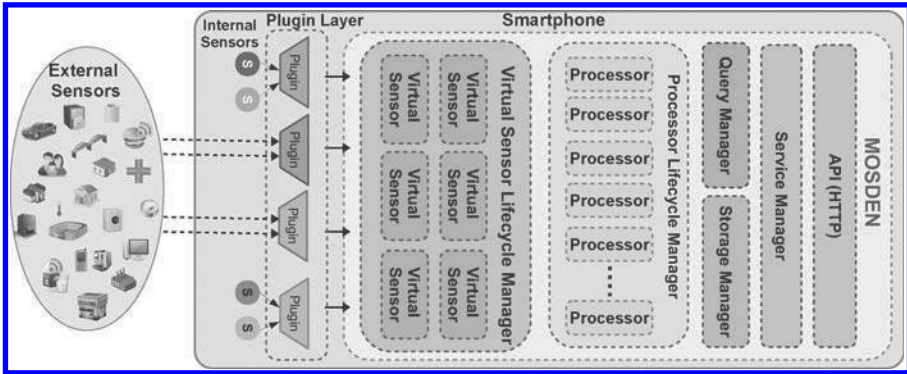 External
Sensors
Internal
Sensors
S
S
S
S
Plugin Layer
Plugin
Plugin
Plugin
Plugin
Smartphone
Virtual
Sensor
Virtual
Sensor
Virtual
Sensor
Virtual
Sensor
Virtual
Sensor
Virtual
Sensor
Virtual Sensor Lifecycle Manager
Processor
Processor
Processor
Processor
Processor
Processor
Processor Lifecycle Manager
Query Manager
Storage Manager
Service Manager
API (HTTP)
MOSDEN